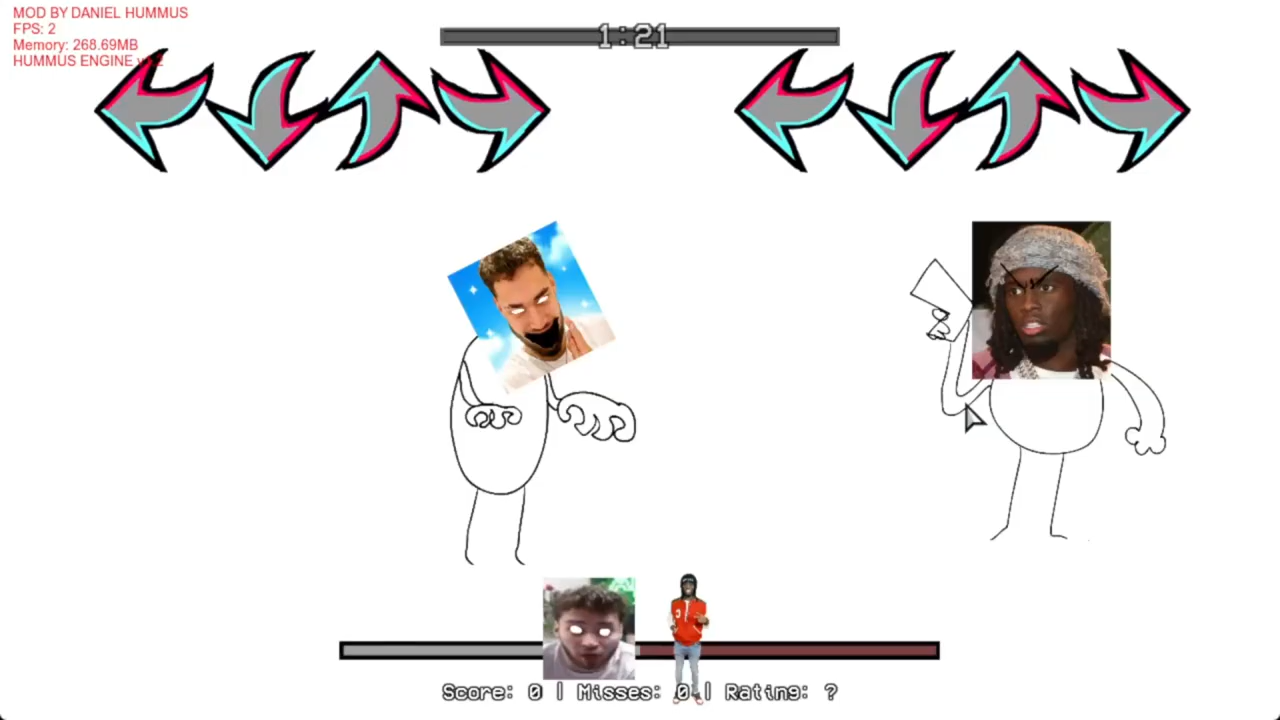 MOD BY DANIEL HUMMUS
FPS: 2
Memory: 268.69MB
HUMMUS ENGINE
1:21
Score: 0 | Misses: 0 | Rating: ?